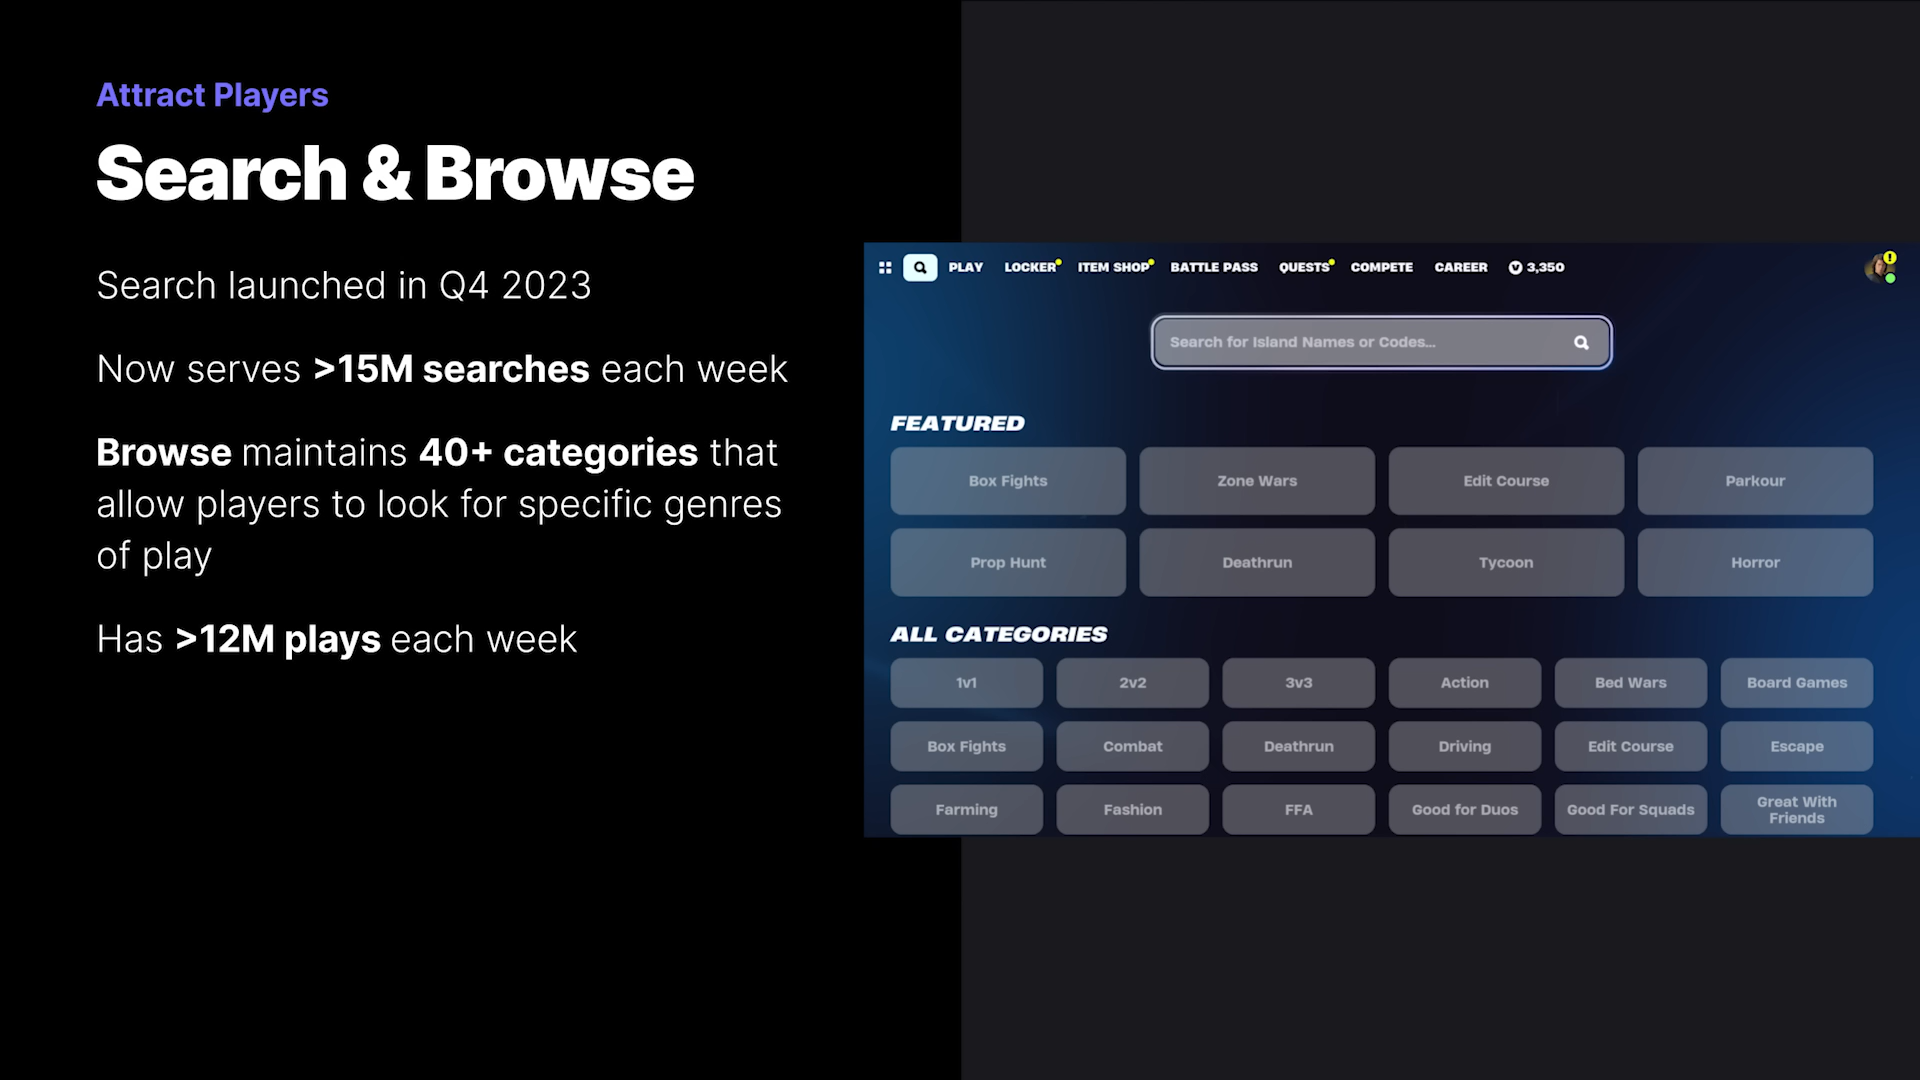 Attract Players
Search & Browse
Search launched in Q4 2023
Now serves >15M searches each week
Browse maintains 40+ categories that
allow players to look for specific genres
of play
Has >12M plays each week
PLAY LOCKER ITEM SHOP BATTLE PASS QUESTS COMPETE CAREER 3,350
Search for Island Names or Codes...
FEATURED
Box Fights Zone Wars Edit Course Parkour
Prop Hunt Deathrun Tycoon Horror
ALL CATEGORIES
1v1 2v2 3v3 Action Bed Wars Board Games
Box Fights Combat Deathrun Driving Edit Course Escape
Farming Fashion FFA Good for Duos Good For Squads Great With
Friends